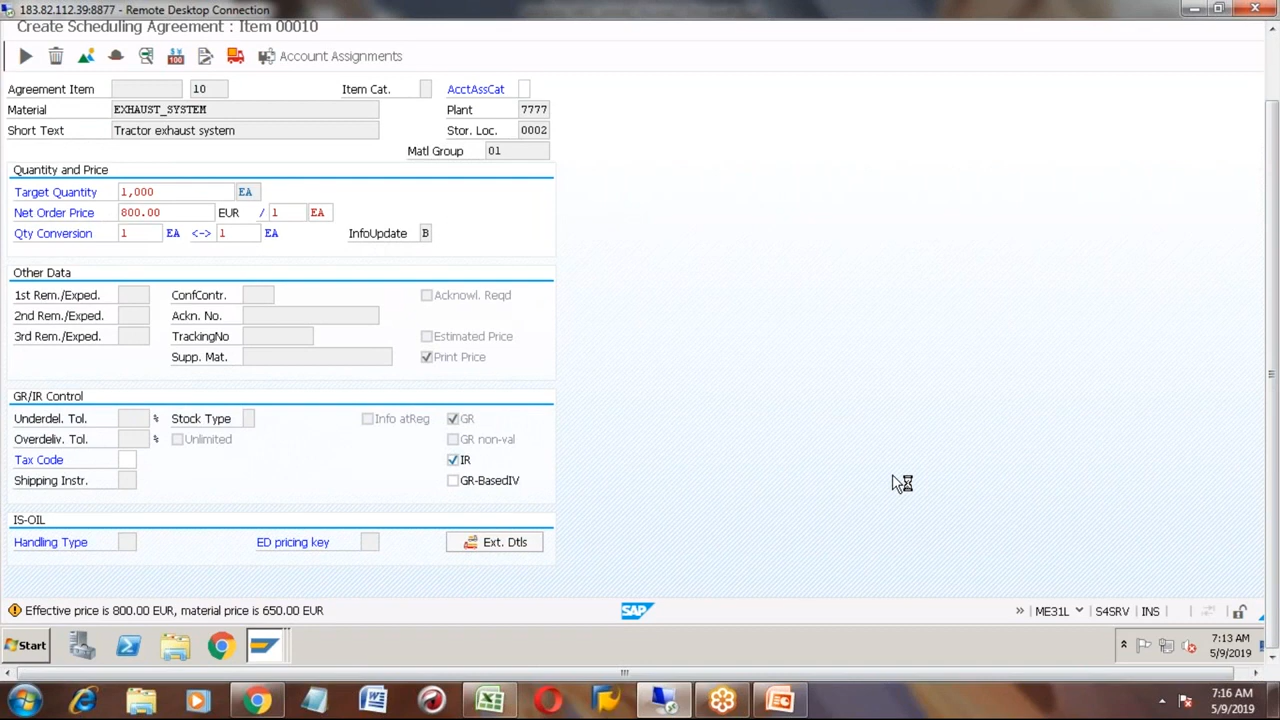 183.82.112.39:8877 - Remote Desktop Connection
Create Scheduling Agreement : Item 00010
Account Assignments
Agreement Item 10 Item Cat. AcctAssCat
Material EXHAUST_SYSTEM Plant 7777
Short Text Tractor exhaust system Stor. Loc. 0002
Matl Group 01
Quantity and Price
Target Quantity 1,000 EA
Net Order Price 800.00 EUR / 1 EA
Qty Conversion 1 EA <-> 1 EA InfoUpdate B
Other Data
1st Rem./Exped. ConfContr. Acknowl. Reqd
2nd Rem./Exped. Ackn. No.
3rd Rem./Exped. TrackingNo Estimated Price
Supp. Mat. Print Price
GR/IR Control
Underdel. Tol. % Stock Type Info atReg GR
Overdeliv. Tol. % Unlimited GR non-val
Tax Code IR
Shipping Instr. GR-BasedIV
IS-OIL
Handling Type ED pricing key Ext. Dtls
Effective price is 800.00 EUR, material price is 650.00 EUR SAP » ME31L S4SRV INS
Start 7:13 AM
5/9/2019
7:16 AM
5/9/2019